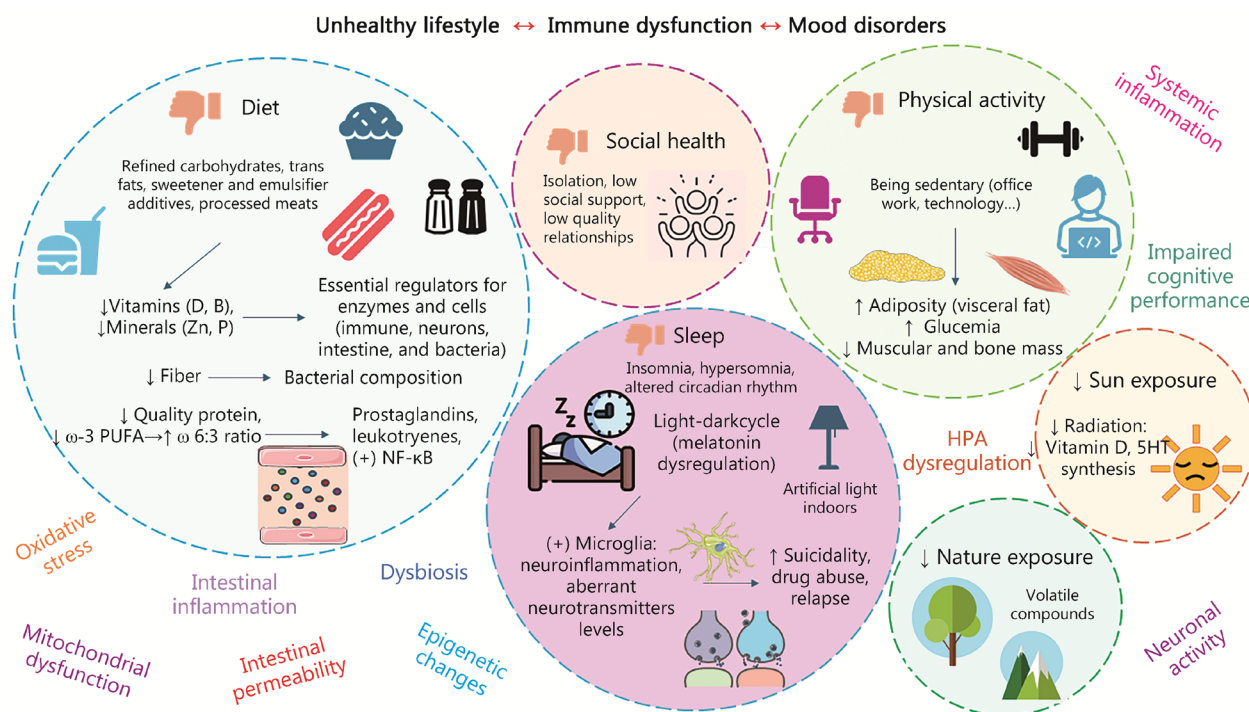 Unhealthy lifestyle ↔ Immune dysfunction ↔ Mood disorders
Diet
Refined carbohydrates, trans
fats, sweetener and emulsifier
additives, processed meats
↓Vitamins (D, B)
↓Minerals (Zn, P)
Essential regulators for
enzymes and cells
(immune, neurons,
intestine, and bacteria)
↓ Fiber
Bacterial composition
↓ Quality protein,
↓ ω-3 PUFA→↑ ω 6:3 ratio
Prostaglandins,
leukotryenes,
(+) NF-κB
Social health
Isolation, low
social support,
low quality
relationships
Physical activity
Being sedentary (office
work, technology...)
</>
↑ Adiposity (visceral fat)
↑ Glucemia
↓ Muscular and bone mass
Systemic
inflammation
Impaired
cognitive
performance
Sleep
Insomnia, hypersomnia,
altered circadian rhythm
Z
z
Light-darkcycle
(melatonin
dysregulation)
Artificial light
indoors
(+) Microglia:
neuroinflammation,
aberrant
neurotransmitters
levels
↑ Suicidality,
drug abuse,
relapse
HPA
dysregulation
↓ Sun exposure
↓ Radiation:
↓ Vitamin D, 5HT
synthesis
↓ Nature exposure
Volatile
compounds
Oxidative
stress
Intestinal
inflammation
Dysbiosis
Mitochondrial
dysfunction
Intestinal
permeability
Epigenetic
changes
Neuronal
activity